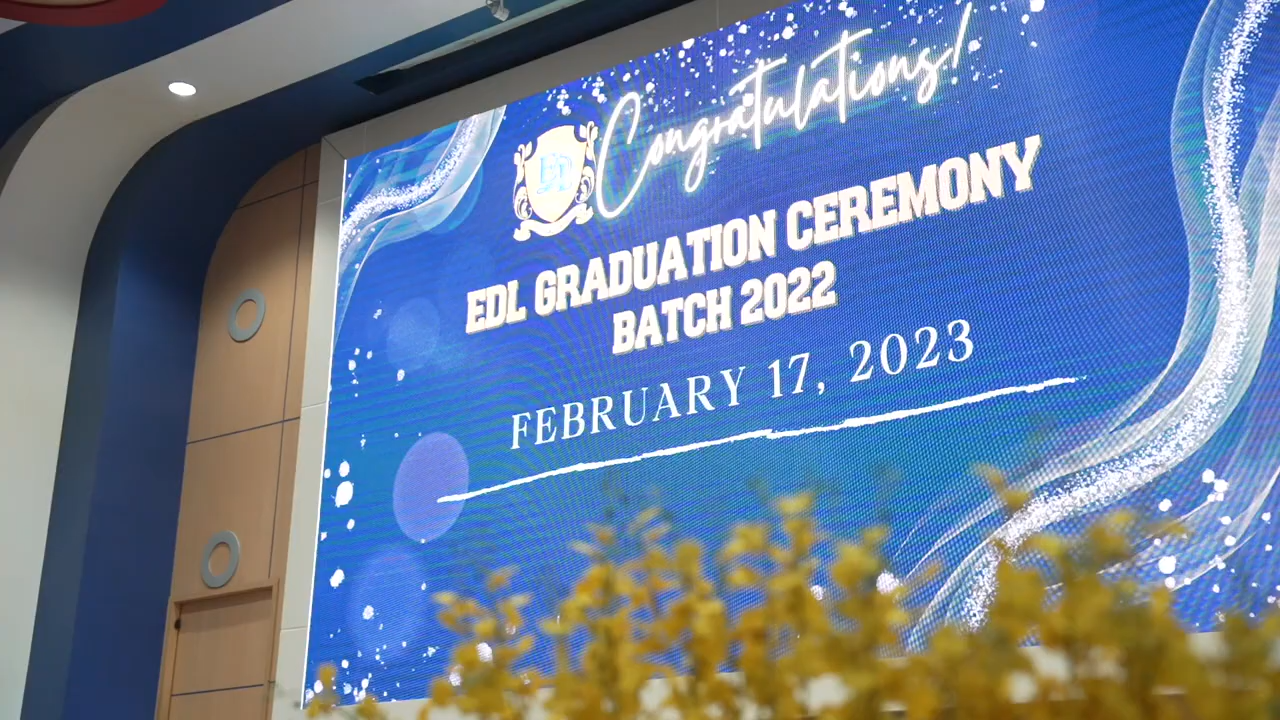 Congratulations!
EDL GRADUATION CEREMONY
BATCH 2022
FEBRUARY 17, 2023